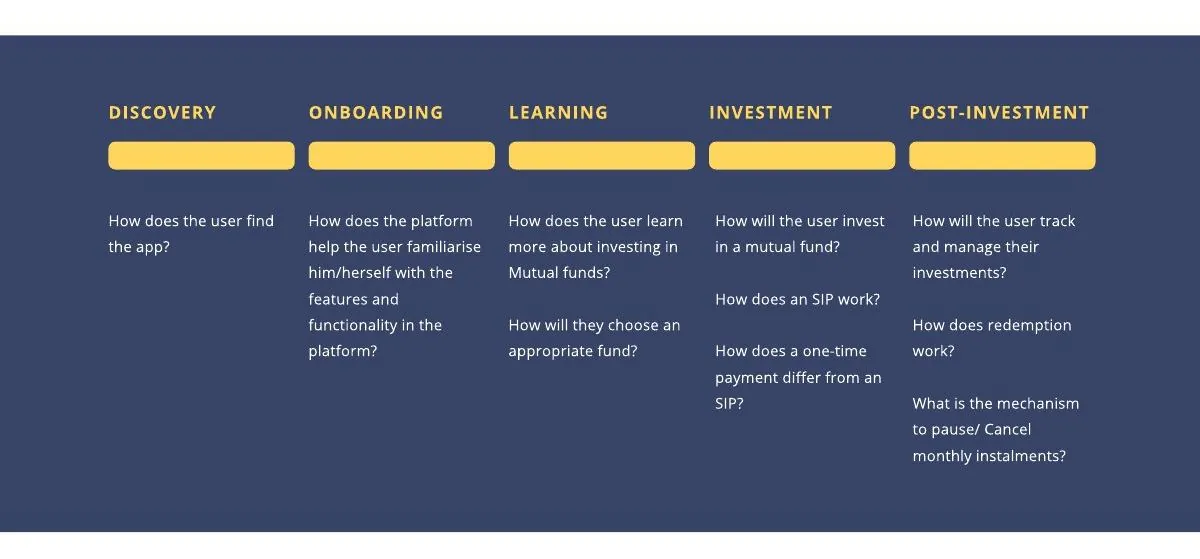 DISCOVERY
How does the user find
the app?
ONBOARDING
How does the platform
help the user familiarise
him/herself with the
features and
functionality in the
platform?
LEARNING
How does the user learn
more about investing in
Mutual funds?
How will they choose an
appropriate fund?
INVESTMENT
How will the user invest
in a mutual fund?
How does an SIP work?
How does a one-time
payment differ from an
SIP?
POST-INVESTMENT
How will the user track
and manage their
investments?
How does redemption
work?
What is the mechanism
to pause/ Cancel
monthly instalments?